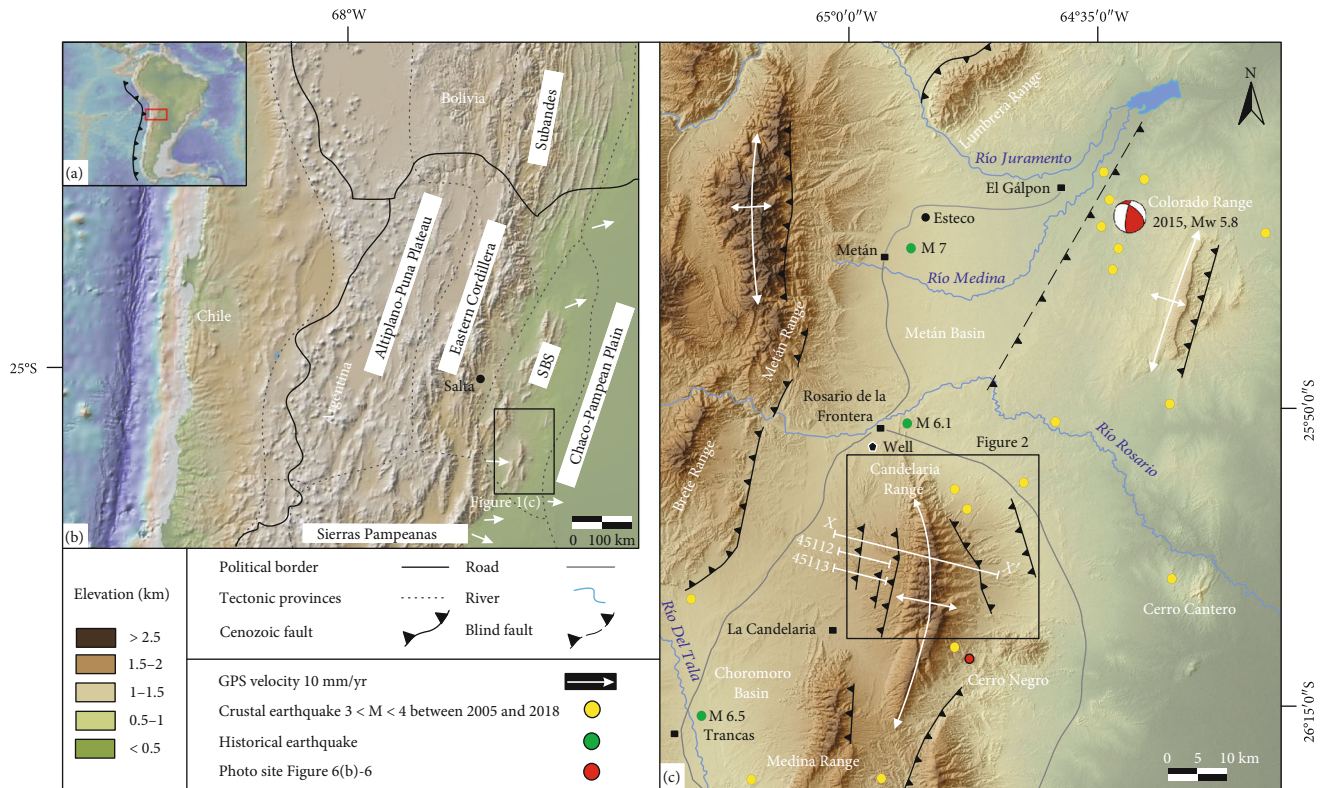 68°W
65°0′0″W
64°35′0″W
25°S
25°50′0″S
26°15′0″S
(a)
Bolivia
Subandes
Altiplano-Puna Plateau
Eastern Cordillera
Chile
Argentina
Salta
SBS
Chaco-Pampean Plain
Figure 1(c)
Sierras Pampeanas
0 100 km
(b)
N
Lumbrera Range
Río Juramento
El Gálpon
Colorado Range
2015, Mw 5.8
Esteco
M 7
Metán
Río Medina
Metán Basin
Metán Range
Rosario de la
Frontera
M 6.1
Well
Figure 2
Río Rosario
Candelaria
Range
Brete Range
X
45112
45113
X″
Cerro Cantero
La Candelaria
Río Del Tala
Choromoro
Basin
Cerro Negro
M 6.5
Trancas
Medina Range
0 5 10 km
(c)
Elevation (km)
> 2.5
1.5–2
1–1.5
0.5–1
< 0.5
Political border
Road
Tectonic provinces
River
Cenozoic fault
Blind fault
GPS velocity 10 mm/yr
Crustal earthquake 3 < M < 4 between 2005 and 2018
Historical earthquake
Photo site Figure 6(b)-6